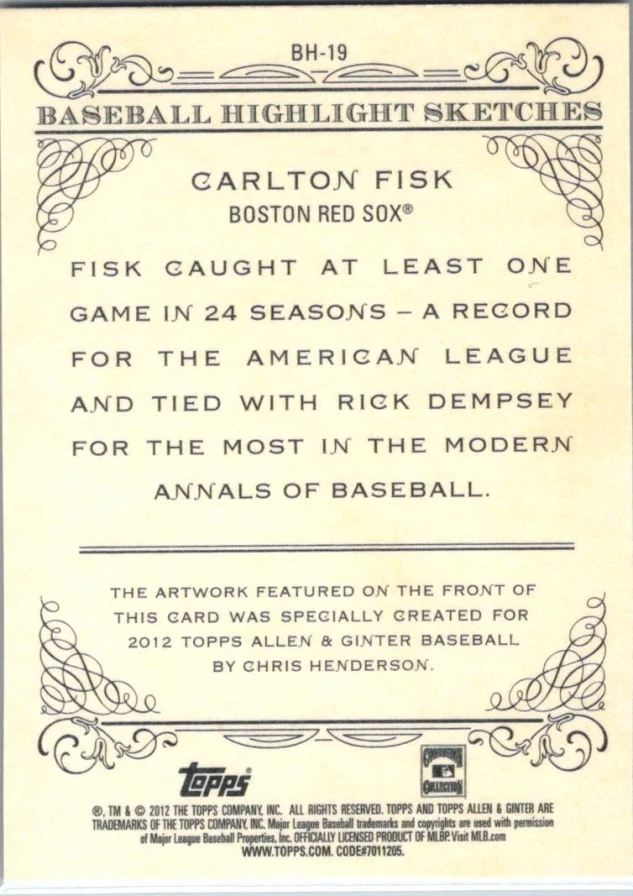 BH-19
BASEBALL HIGHLIGHT SKETCHES
CARLTON FISK
BOSTON RED SOX®
FISK CAUGHT AT LEAST ONE
GAME IN 24 SEASONS – A RECORD
FOR THE AMERICAN LEAGUE
AND TIED WITH RICK DEMPSEY
FOR THE MOST IN THE MODERN
ANNALS OF BASEBALL.
THE ARTWORK FEATURED ON THE FRONT OF
THIS CARD WAS SPECIALLY CREATED FOR
2012 TOPPS ALLEN & GINTER BASEBALL
BY CHRIS HENDERSON.
topps®
COOPERSTOWN
COLLECTION
®, TM & © 2012 THE TOPPS COMPANY, INC. ALL RIGHTS RESERVED. TOPPS AND TOPPS ALLEN & GINTER ARE
TRADEMARKS OF THE TOPPS COMPANY, INC. Major League Baseball trademarks and copyrights are used with permission
of Major League Baseball Properties, Inc. OFFICIALLY LICENSED PRODUCT OF MLBP. Visit MLB.com
WWW.TOPPS.COM. CODE#7011205.